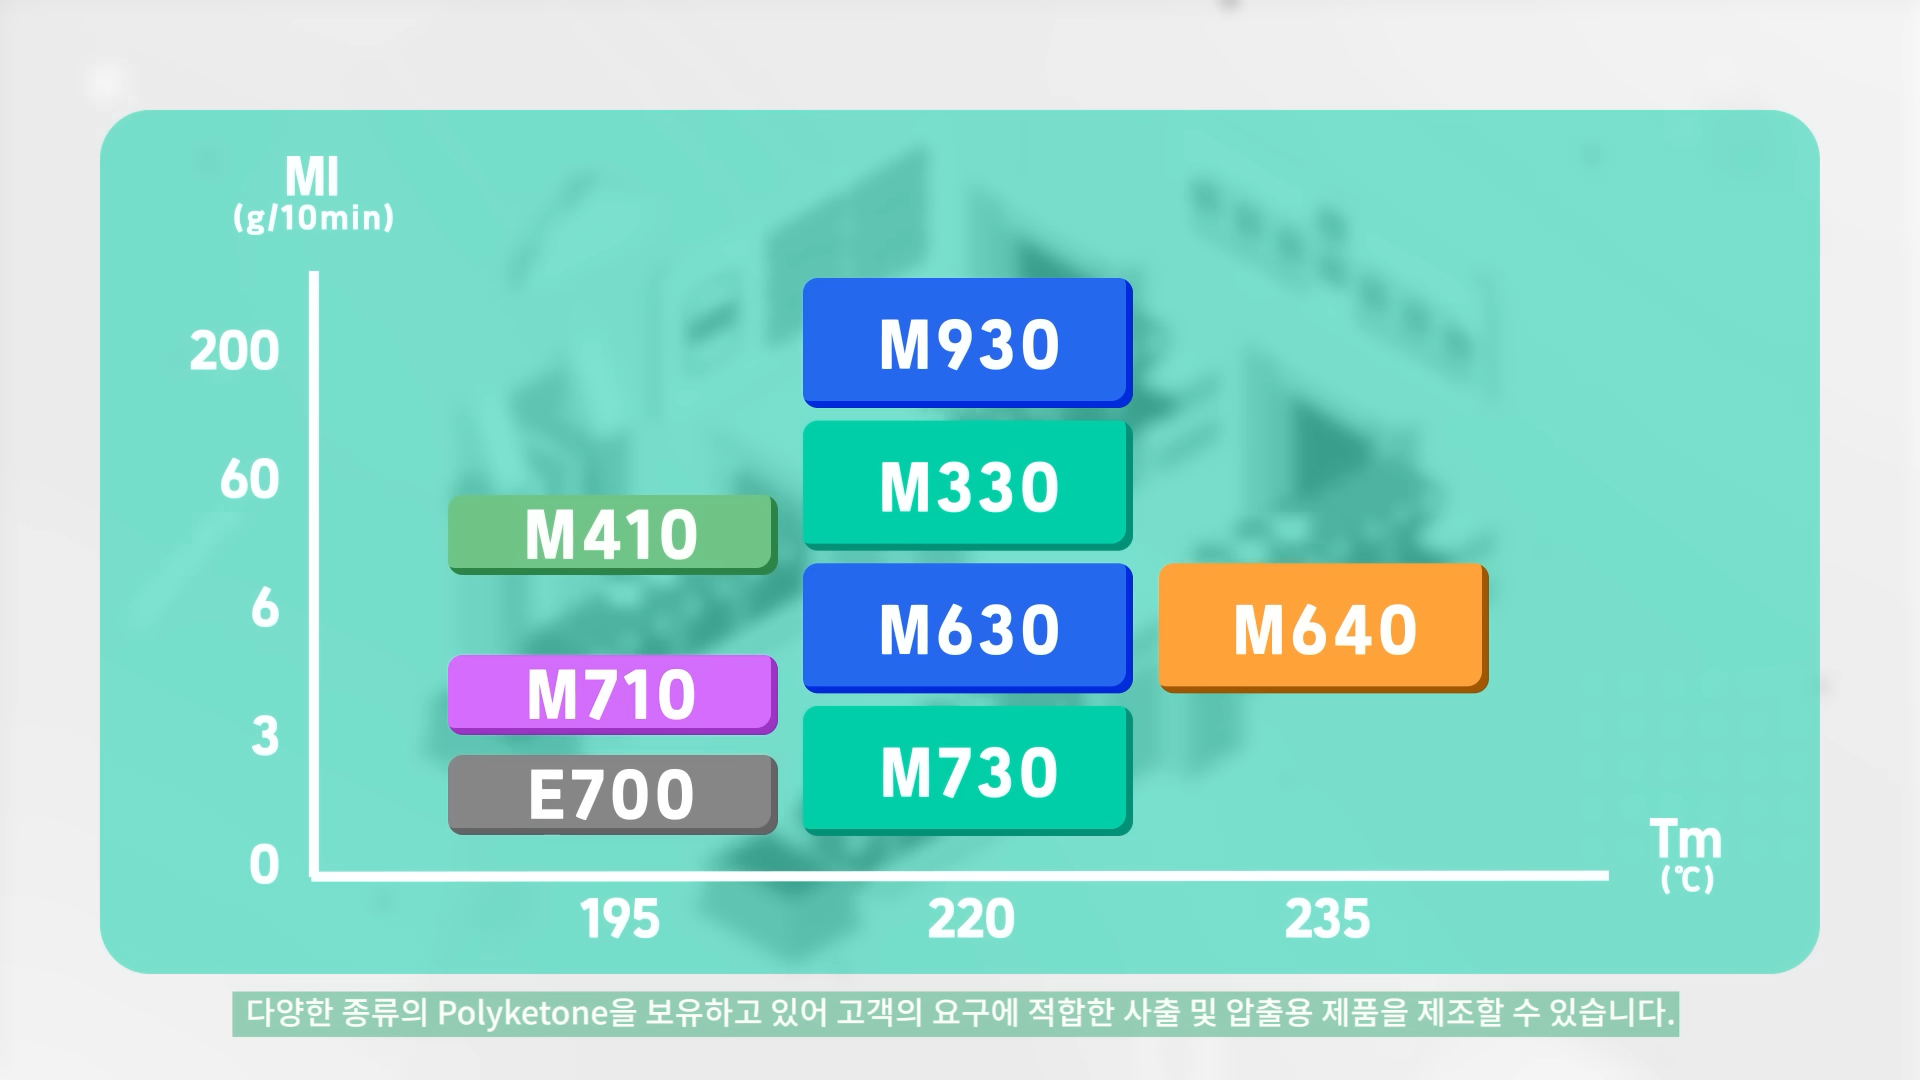 MI
(g/10min)
200
60
6
3
0
M930
M330
M410
M630
M640
M710
M730
E700
195
220
235
Tm
(℃)
다양한 종류의 Polyketone을 보유하고 있어 고객의 요구에 적합한 사출 및 압출용 제품을 제조할 수 있습니다.